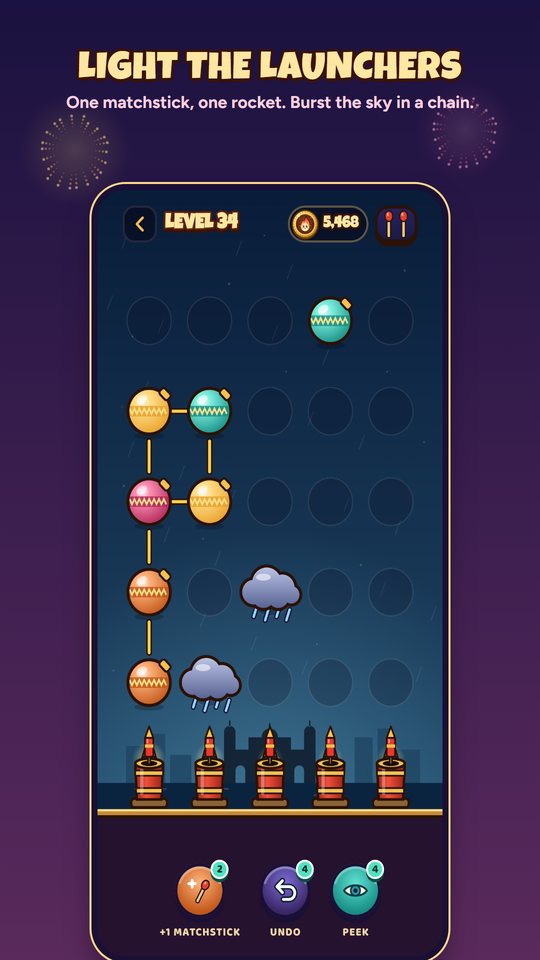 LIGHT THE LAUNCHERS
One matchstick, one rocket. Burst the sky in a chain.
LEVEL 34
5,468
2
4
4
+1 MATCHSTICK
UNDO
PEEK